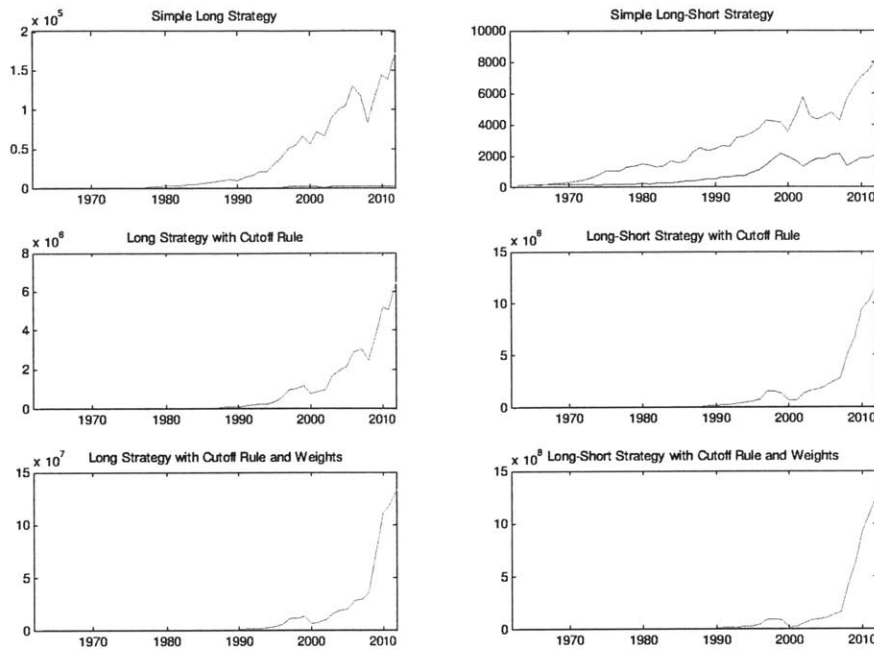 x 10^5
Simple Long Strategy
2
1.5
1
0.5
0
1970 1980 1990 2000 2010
Simple Long-Short Strategy
10000
8000
6000
4000
2000
0
1970 1980 1990 2000 2010
x 10^6
Long Strategy with Cutoff Rule
8
6
4
2
0
1970 1980 1990 2000 2010
x 10^8
Long-Short Strategy with Cutoff Rule
15
10
5
0
1970 1980 1990 2000 2010
x 10^7
Long Strategy with Cutoff Rule and Weights
15
10
5
0
1970 1980 1990 2000 2010
x 10^8
Long-Short Strategy with Cutoff Rule and Weights
15
10
5
0
1970 1980 1990 2000 2010